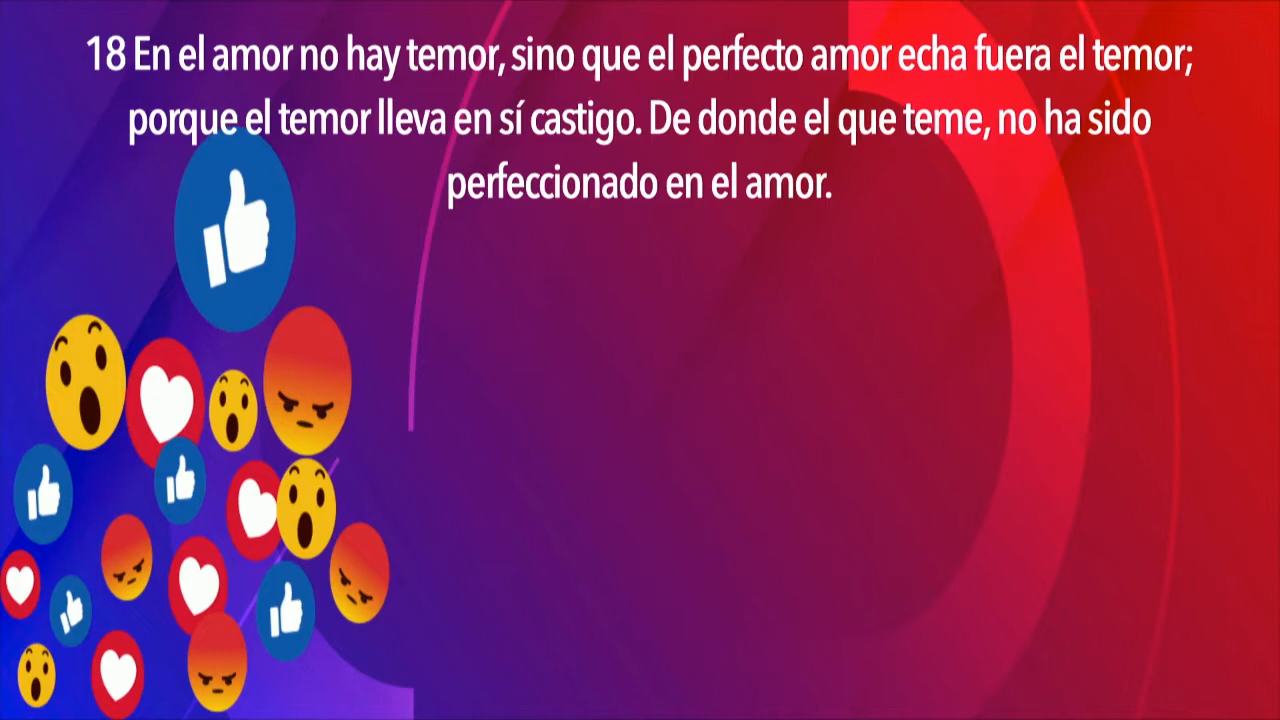 18 En el amor no hay temor, sino que el perfecto amor echa fuera el temor;
porque el temor lleva en sí castigo. De donde el que teme, no ha sido
perfeccionado en el amor.